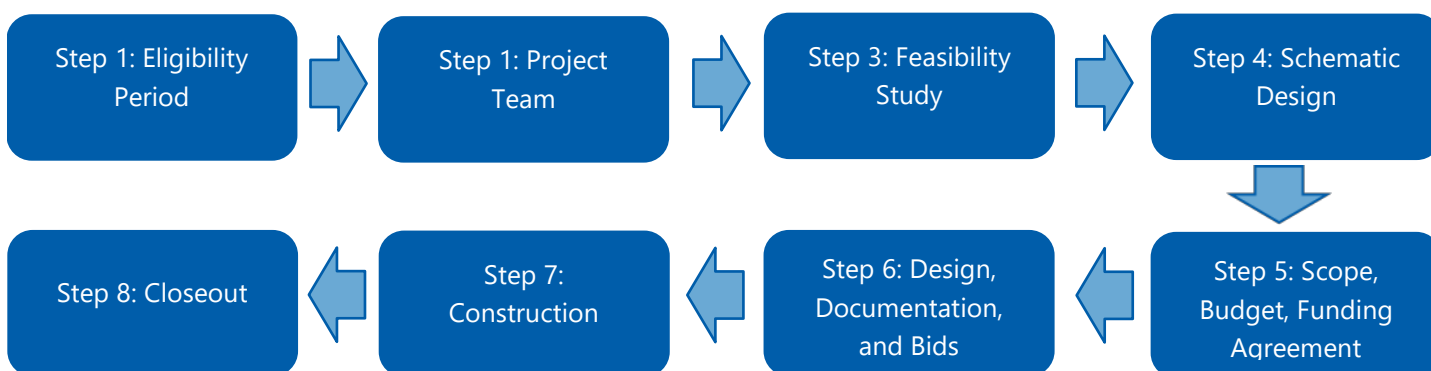 Step 1: Eligibility
Period
Step 1: Project
Team
Step 3: Feasibility
Study
Step 4: Schematic
Design
Step 5: Scope,
Budget, Funding
Agreement
Step 6: Design,
Documentation,
and Bids
Step 7:
Construction
Step 8: Closeout